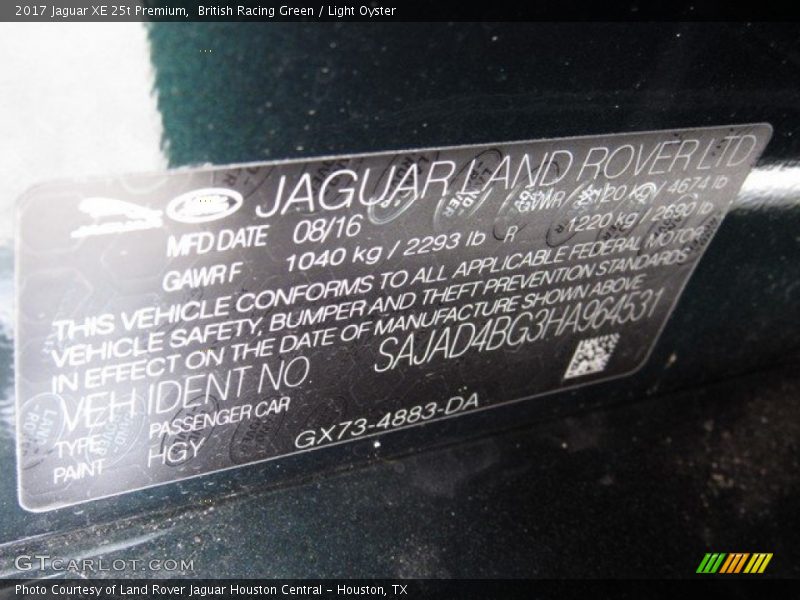 2017 Jaguar XE 25t Premium,  British Racing Green / Light Oyster
JAGUAR LAND ROVER LTD
MFD DATE 08/16 GVWR 2120 kg / 4674 lb
GAWR F 1040 kg / 2293 lb R 1220 kg / 2690 lb
THIS VEHICLE CONFORMS TO ALL APPLICABLE FEDERAL MOTOR
VEHICLE SAFETY, BUMPER AND THEFT PREVENTION STANDARDS
IN EFFECT ON THE DATE OF MANUFACTURE SHOWN ABOVE
VEH IDENT NO SAJAD4BG3HA964531
TYPE PASSENGER CAR
PAINT HGY GX73-4883-DA
GTCARLOT.COM
Photo Courtesy of Land Rover Jaguar Houston Central - Houston, TX